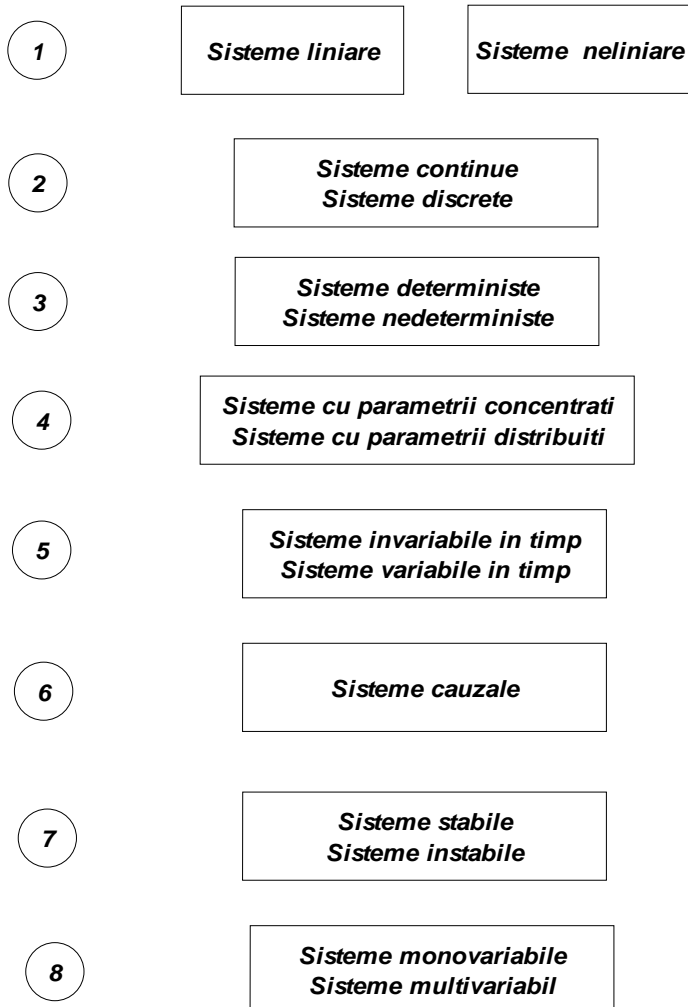 1 Sisteme liniare Sisteme neliniare
2 Sisteme continue
Sisteme discrete
3 Sisteme deterministe
Sisteme nedeterministe
4 Sisteme cu parametrii concentrati
Sisteme cu parametrii distribuiti
5 Sisteme invariabile in timp
Sisteme variabile in timp
6 Sisteme cauzale
7 Sisteme stabile
Sisteme instabile
8 Sisteme monovariabile
Sisteme multivariabil